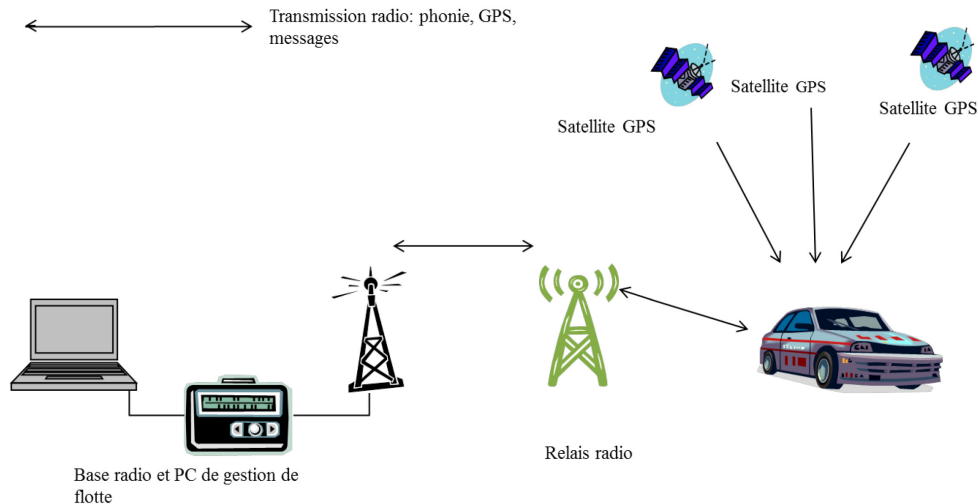 Transmission radio: phonie, GPS,
messages
Satellite GPS
Satellite GPS
Satellite GPS
Relais radio
Base radio et PC de gestion de
flotte